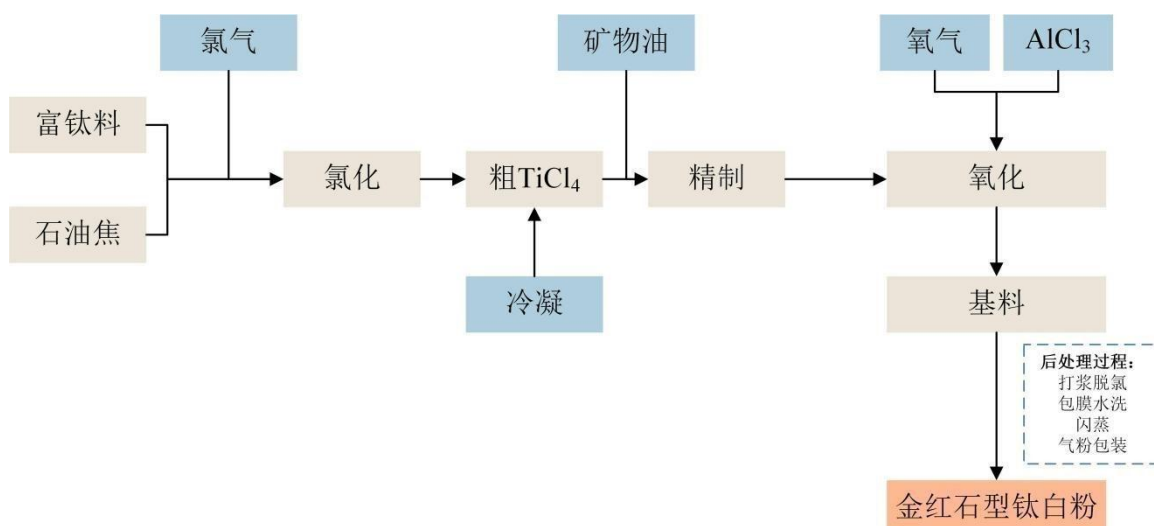 氯气
矿物油
氧气
AlCl₃
富钛料
石油焦
氯化
粗TiCl₄
精制
氧化
冷凝
基料
后处理过程：
打浆脱氯
包膜水洗
闪蒸
气粉包装
金红石型钛白粉